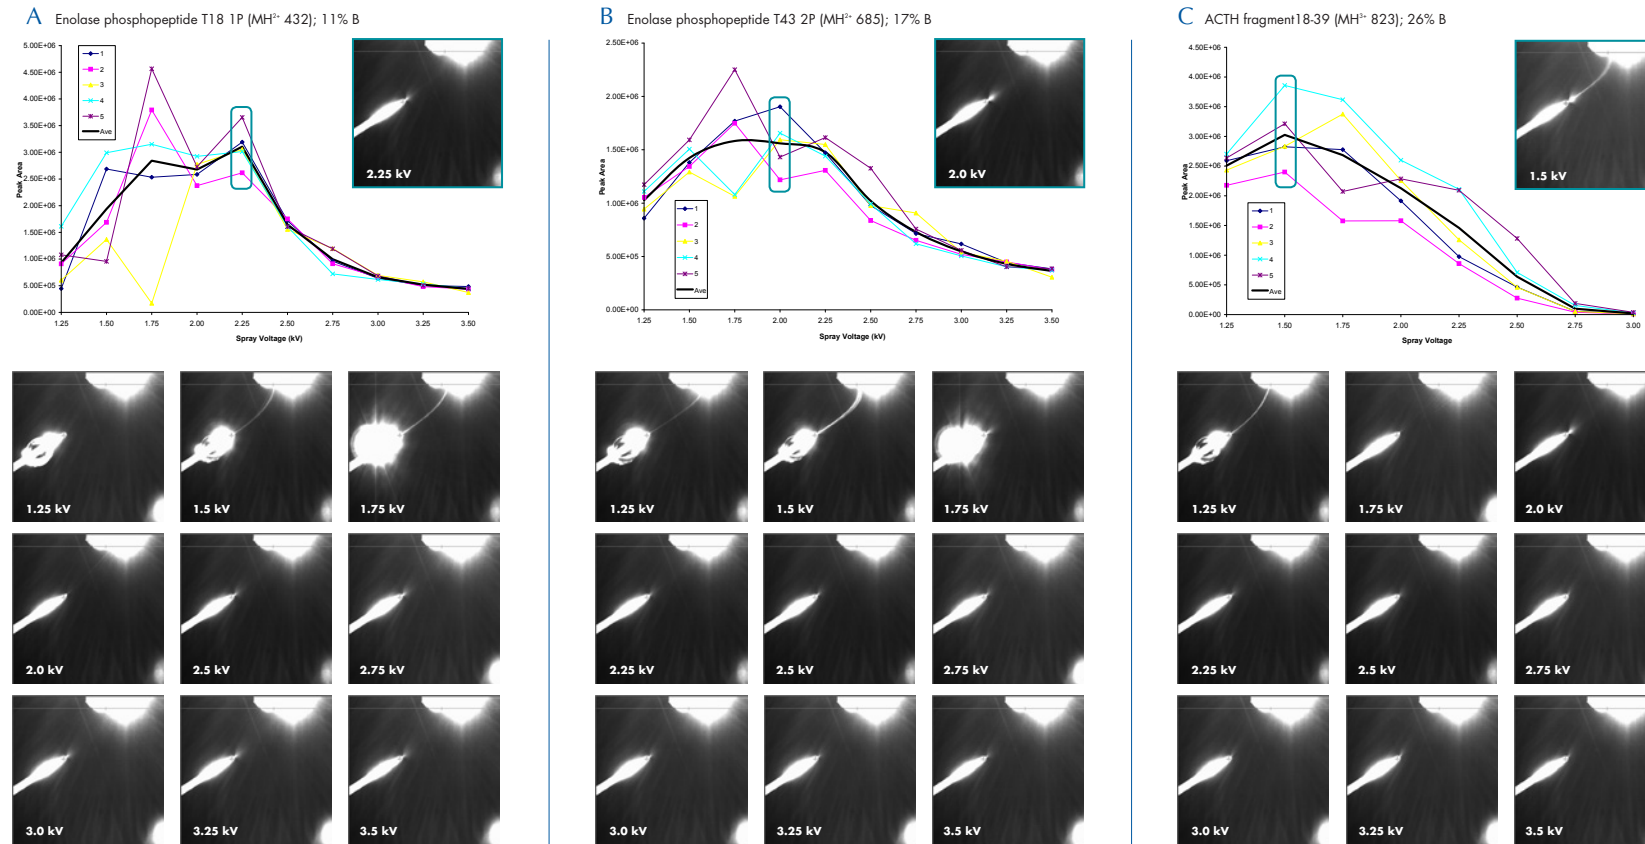 A Enolase phosphopeptide T18 1P (MH²⁺ 432); 11% B
5.00E+06
4.50E+06
4.00E+06
3.50E+06
3.00E+06
2.50E+06
2.00E+06
1.50E+06
1.00E+06
5.00E+05
0.00E+00
Peak Area
1
2
3
4
5
Ave
1.25 1.50 1.75 2.00 2.25 2.50 2.75 3.00 3.25 3.50
Spray Voltage (kV)
2.25 kV
1.25 kV
1.5 kV
1.75 kV
2.0 kV
2.5 kV
2.75 kV
3.0 kV
3.25 kV
3.5 kV
B Enolase phosphopeptide T43 2P (MH²⁺ 685); 17% B
2.50E+06
2.00E+06
1.50E+06
1.00E+06
5.00E+05
0.00E+00
Peak Area
1
2
3
4
5
Ave
1.25 1.50 1.75 2.00 2.25 2.50 2.75 3.00 3.25 3.50
Spray Voltage (kV)
2.0 kV
1.25 kV
1.5 kV
1.75 kV
2.25 kV
2.5 kV
2.75 kV
3.0 kV
3.25 kV
3.5 kV
C ACTH fragment18-39 (MH³⁺ 823); 26% B
4.50E+06
4.00E+06
3.50E+06
3.00E+06
2.50E+06
2.00E+06
1.50E+06
1.00E+06
5.00E+05
0.00E+00
Peak Area
1
2
3
4
5
Ave
1.25 1.50 1.75 2.00 2.25 2.50 2.75 3.00
Spray Voltage
1.5 kV
1.25 kV
1.75 kV
2.0 kV
2.25 kV
2.5 kV
2.75 kV
3.0 kV
3.25 kV
3.5 kV